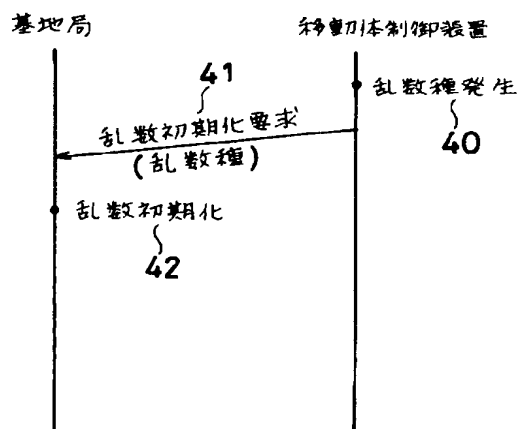 基地局
移動体制御装置
41
乱数種発生
乱数初期化要求
40
(乱数種)
乱数初期化
42